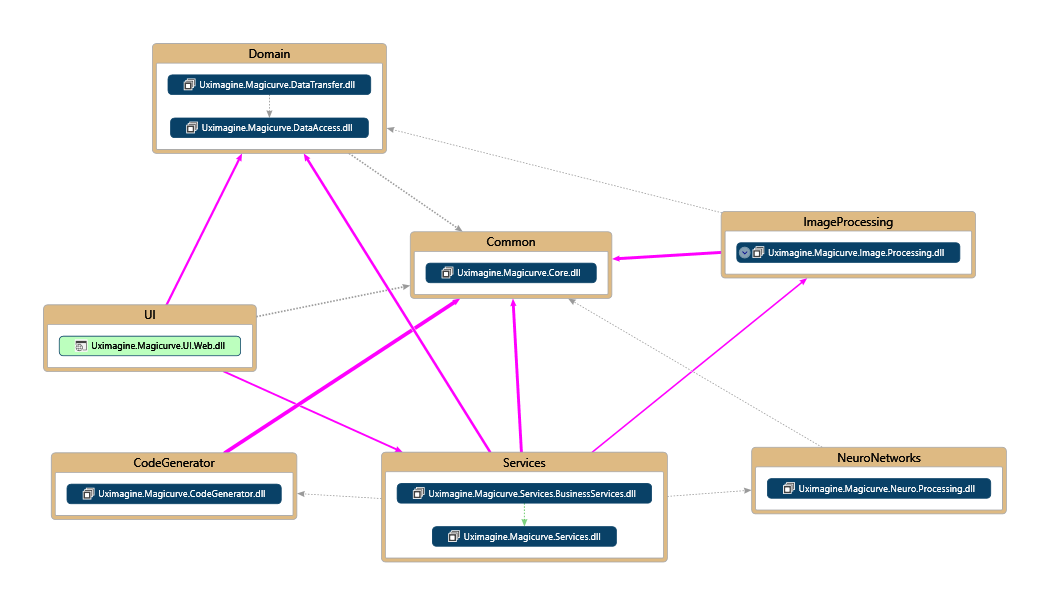 Domain
Uximagine.Magicurve.DataTransfer.dll
Uximagine.Magicurve.DataAccess.dll
ImageProcessing
Uximagine.Magicurve.Image.Processing.dll
Common
Uximagine.Magicurve.Core.dll
UI
Uximagine.Magicurve.UI.Web.dll
CodeGenerator
Uximagine.Magicurve.CodeGenerator.dll
Services
Uximagine.Magicurve.Services.BusinessServices.dll
Uximagine.Magicurve.Services.dll
NeuroNetworks
Uximagine.Magicurve.Neuro.Processing.dll